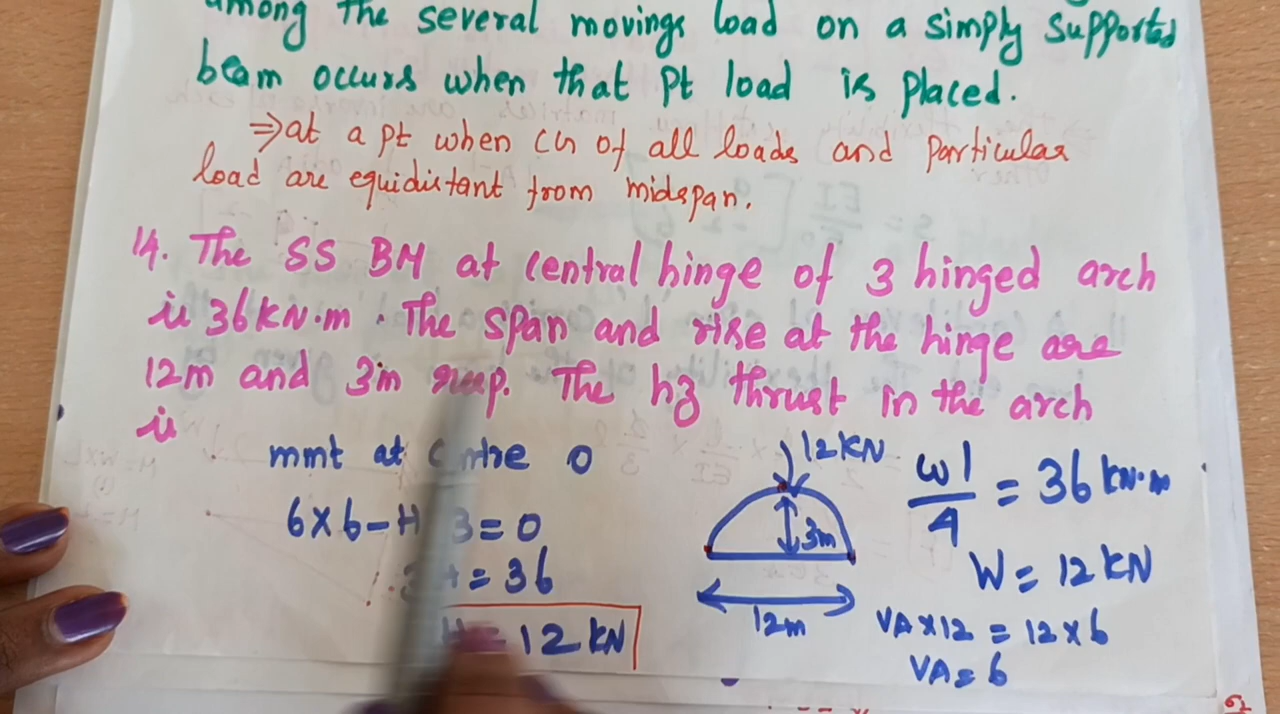 among the several movings load on a simply supported
beam occurs when that pt load is placed.
⇒ at a pt when CG of all loads and particular
load are equidistant from midspan.
14. The SS BM at central hinge of 3 hinged arch
is 36KN.m. The span and rise at the hinge are
12m and 3m resp. The hz thrust in the arch
is
mmt at centre 0
6×6-H 3=0
= 36
12 KN
12KN
3m
12m
wl/4 = 36 KN.m
W = 12 KN
VA×12 = 12×6
VA = 6